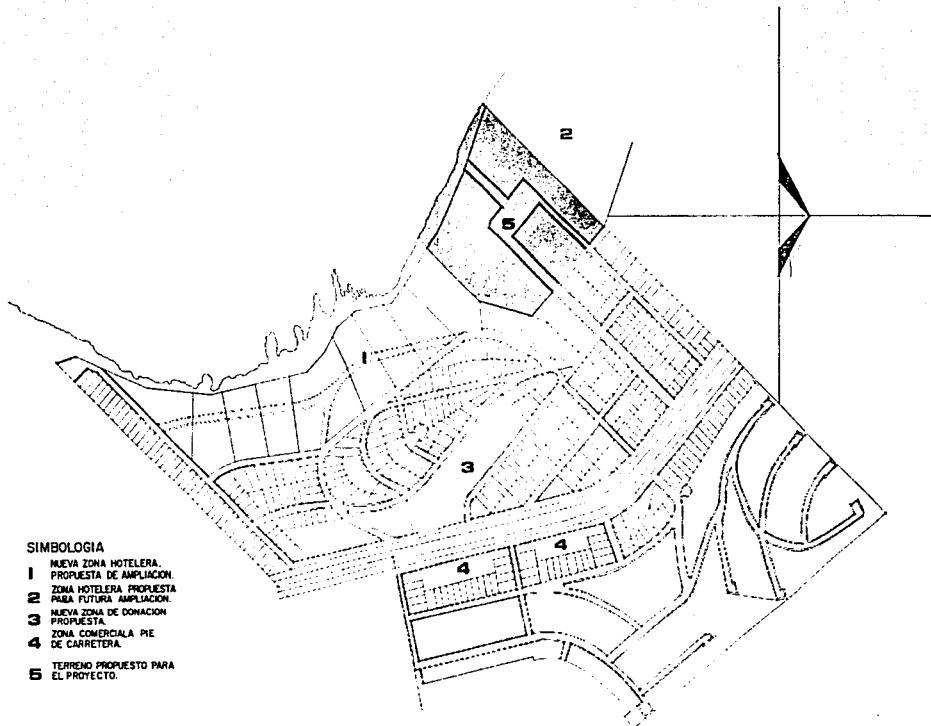 2
5
1
3
4
4
SIMBOLOGIA
1 NUEVA ZONA HOTELERA.
PROPUESTA DE AMPLIACION.
2 ZONA HOTELERA PROPUESTA
PARA FUTURA AMPLIACION.
3 NUEVA ZONA DE DONACION
PROPUESTA.
4 ZONA COMERCIALA PIE
DE CARRETERA.
5 TERRENO PROPUESTO PARA
EL PROYECTO.